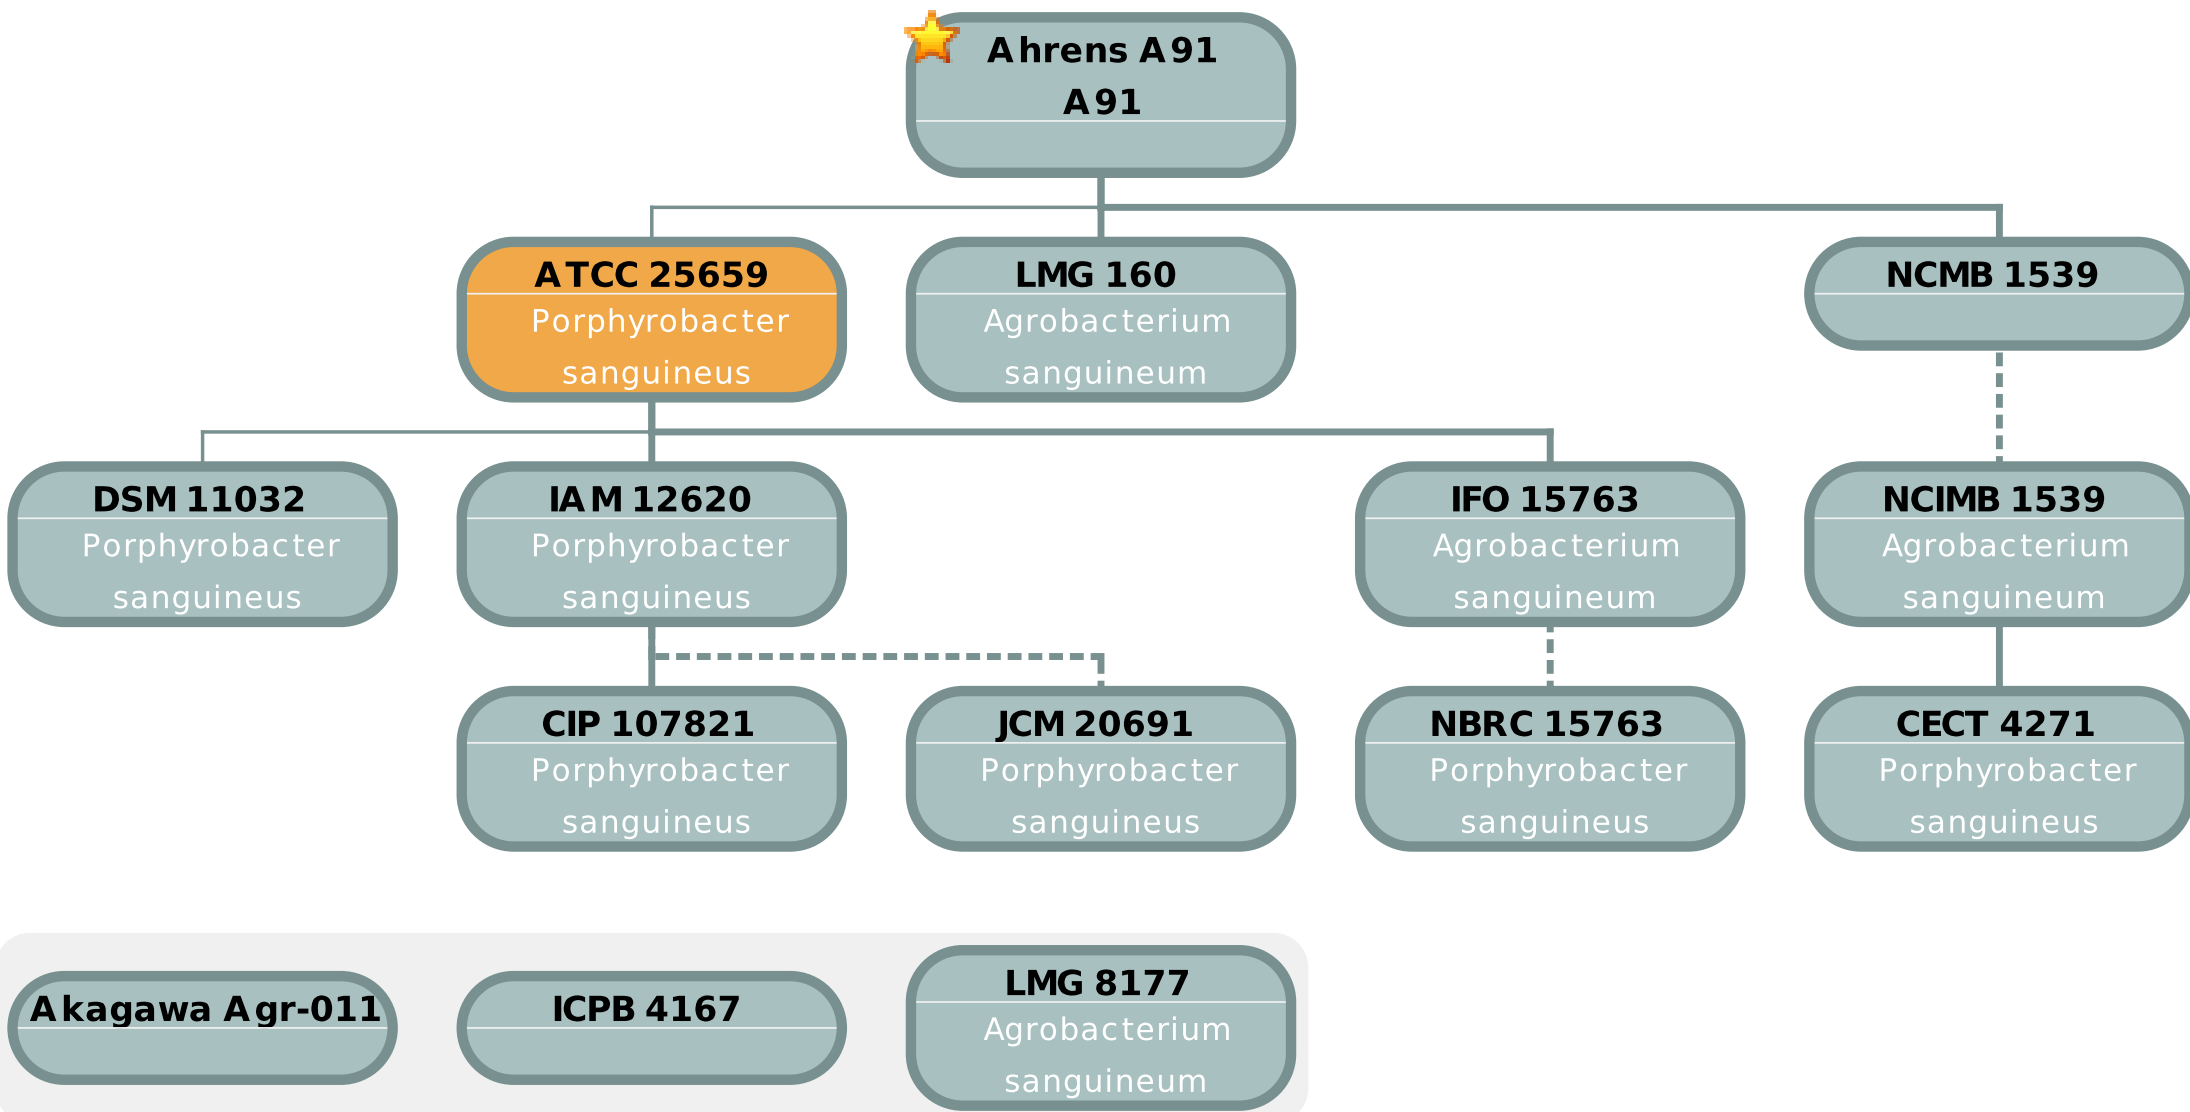 Ahrens A91
A91
ATCC 25659
Porphyrobacter
sanguineus
LMG 160
Agrobacterium
sanguineum
NCMB 1539
DSM 11032
Porphyrobacter
sanguineus
IAM 12620
Porphyrobacter
sanguineus
IFO 15763
Agrobacterium
sanguineum
NCIMB 1539
Agrobacterium
sanguineum
CIP 107821
Porphyrobacter
sanguineus
JCM 20691
Porphyrobacter
sanguineus
NBRC 15763
Porphyrobacter
sanguineus
CECT 4271
Porphyrobacter
sanguineus
Akagawa Agr-011
ICPB 4167
LMG 8177
Agrobacterium
sanguineum